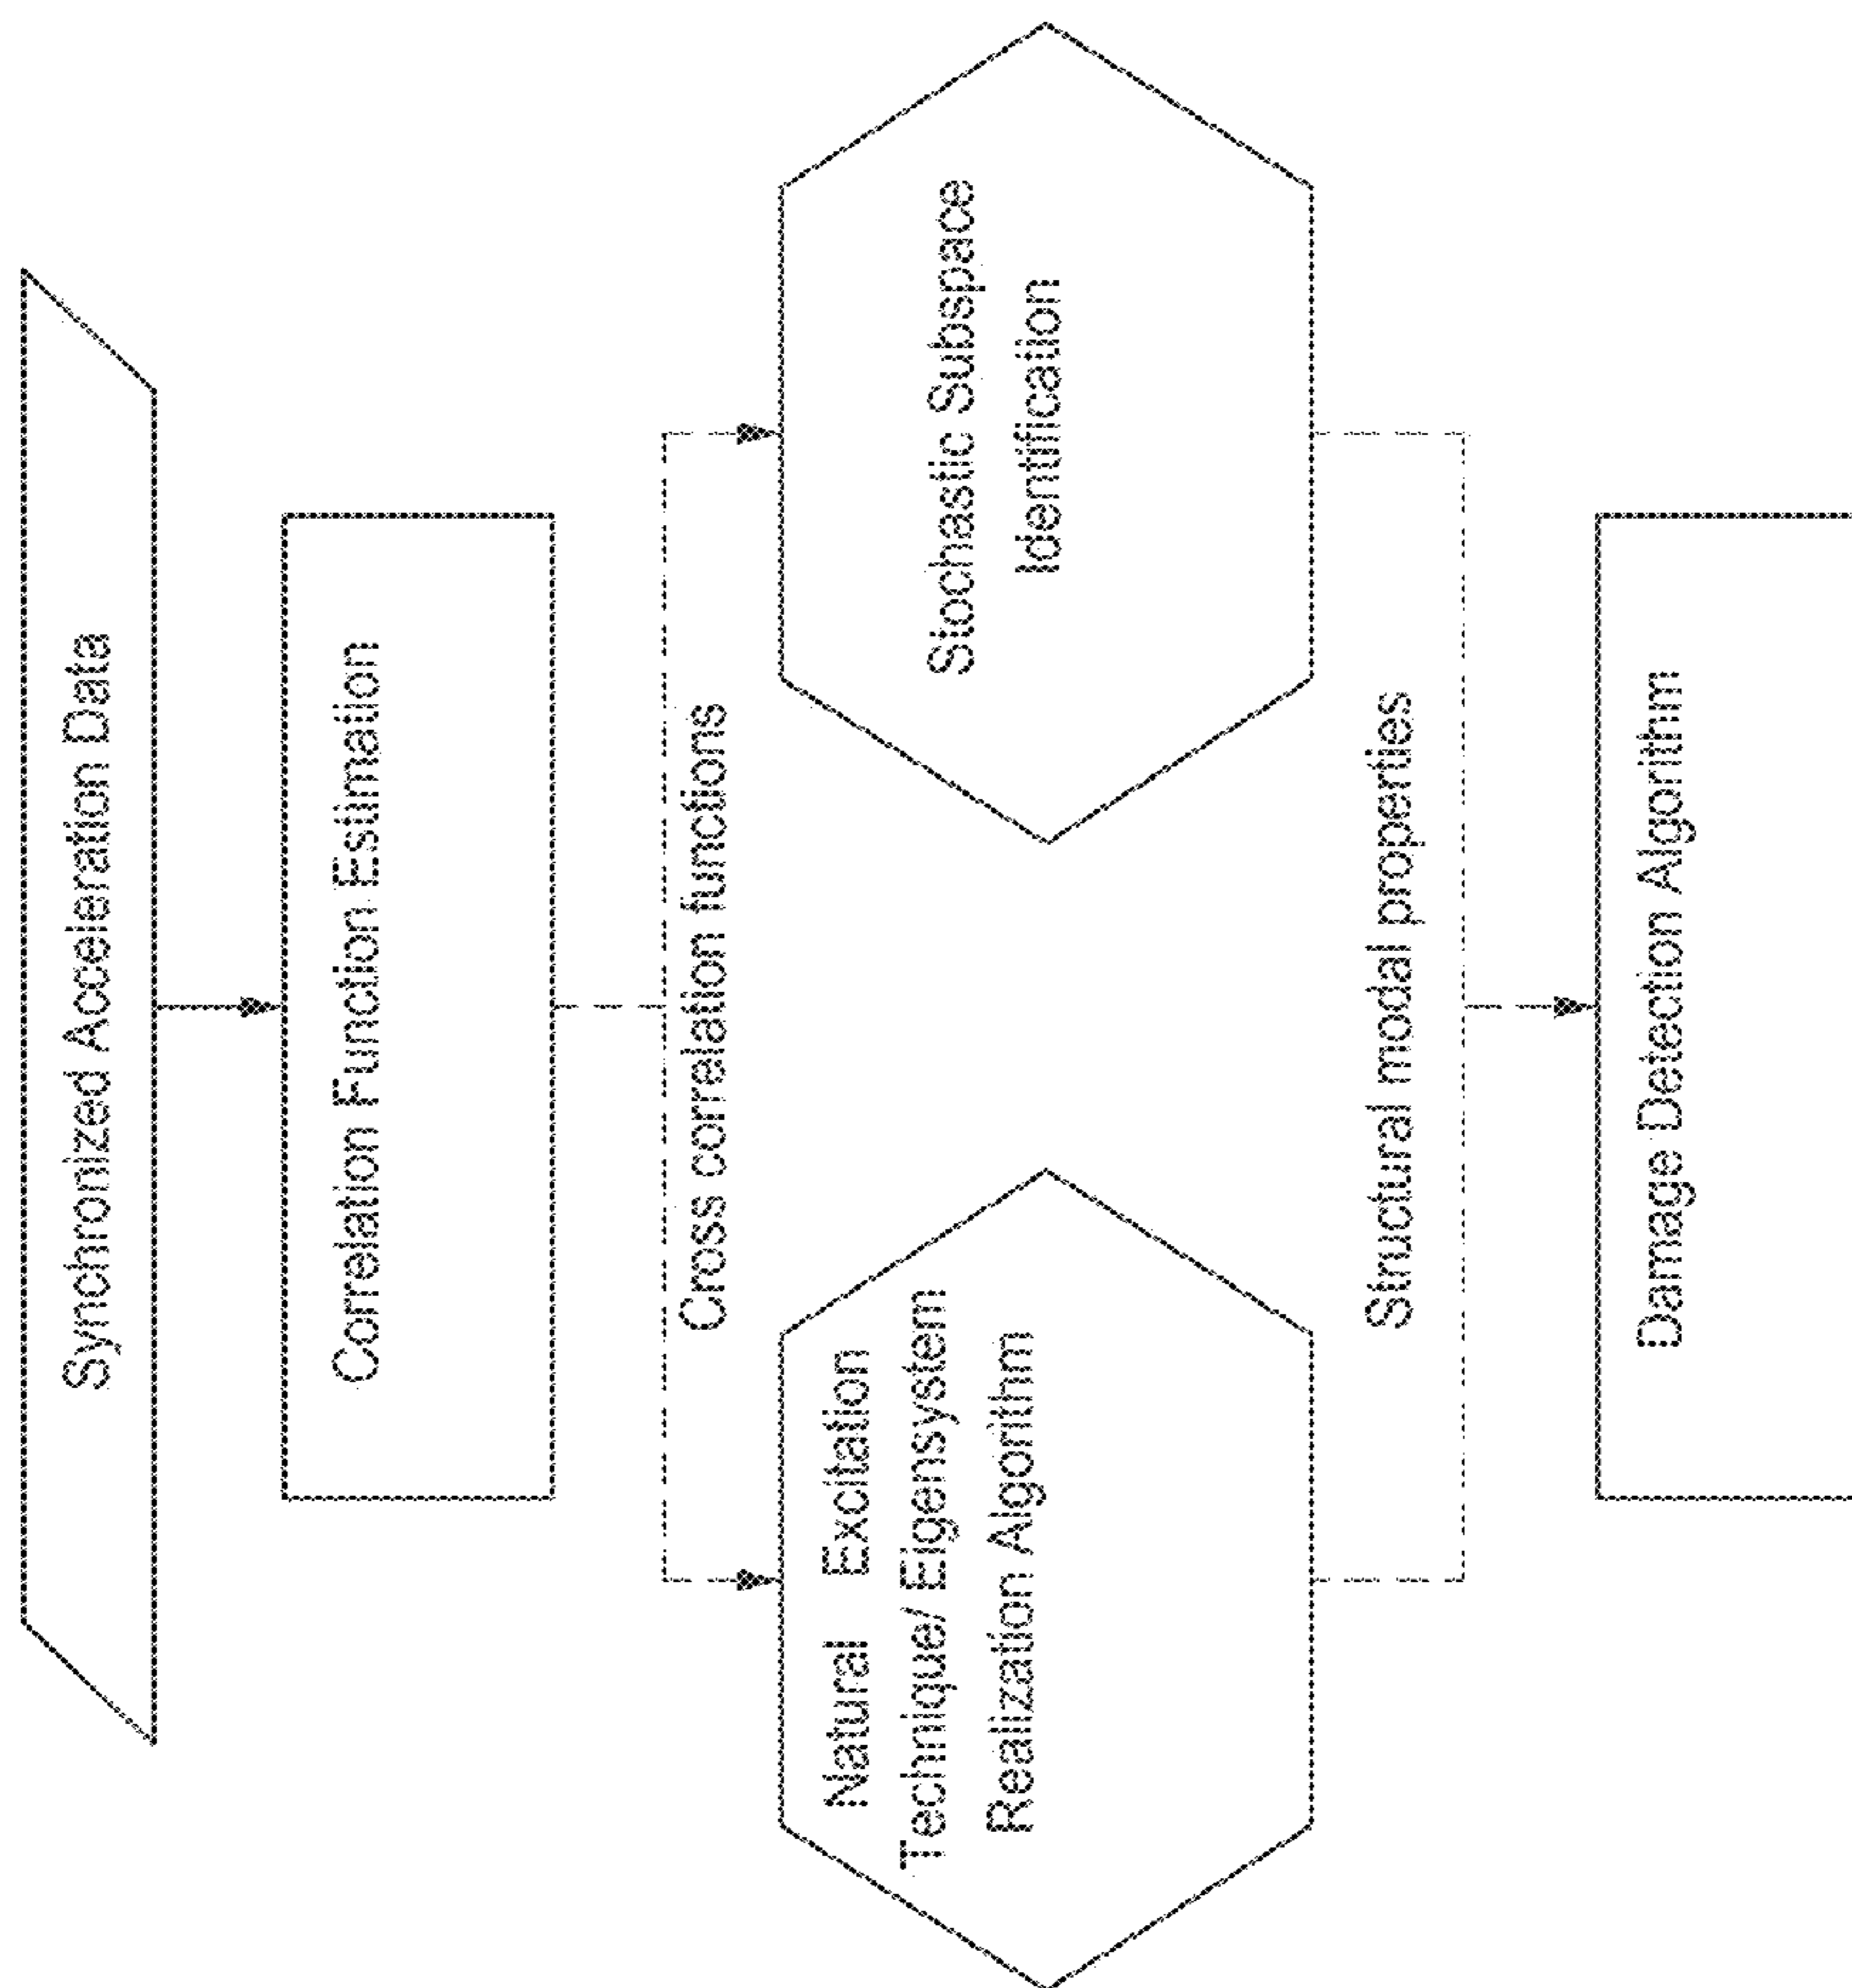 Synchronized Acceleration Data
Correlation Function Estimation
Cross correlation functions
Natural Excitation
Technique/ Eigensystem
Realization Algorithm
Stochastic Subspace
Identification
Structural modal properties
Damage Detection Algorithm